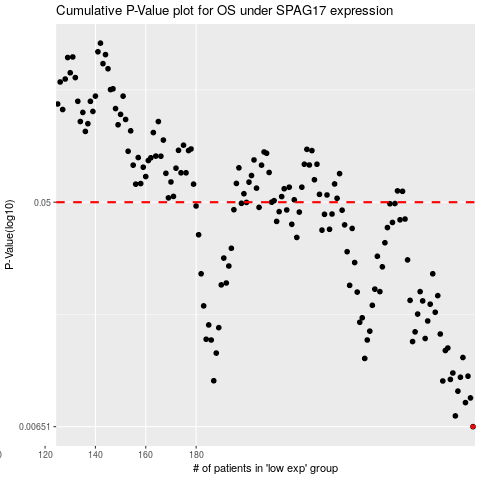 Cumulative P-Value plot for OS under SPAG17 expression
P-Value(log10)
0.05
0.00651
0 120 140 160 180
# of patients in 'low exp' group